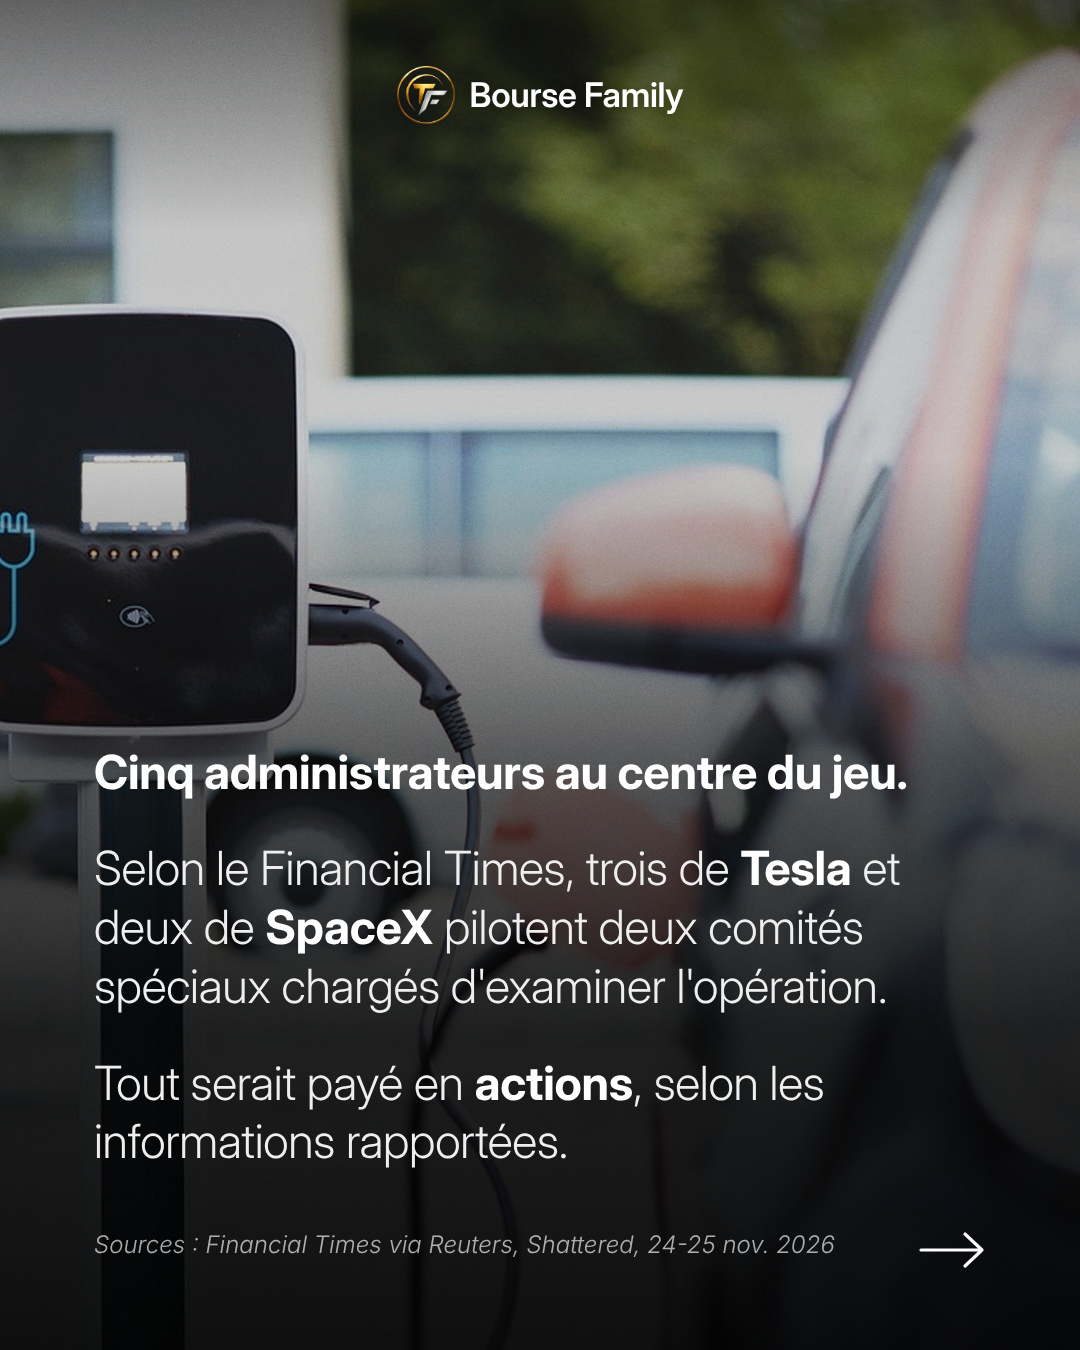 Bourse Family
Cinq administrateurs au centre du jeu.
Selon le Financial Times, trois de Tesla et
deux de SpaceX pilotent deux comités
spéciaux chargés d'examiner l'opération.
Tout serait payé en actions, selon les
informations rapportées.
Sources : Financial Times via Reuters, Shattered, 24-25 nov. 2026